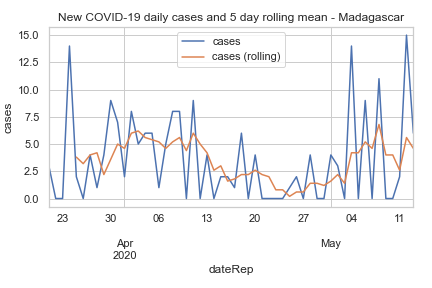 New COVID-19 daily cases and 5 day rolling mean - Madagascar
cases
cases (rolling)
15.0
12.5
10.0
7.5
5.0
2.5
0.0
cases
23 30 06 13 20 27 04 11
Apr May
2020
dateRep